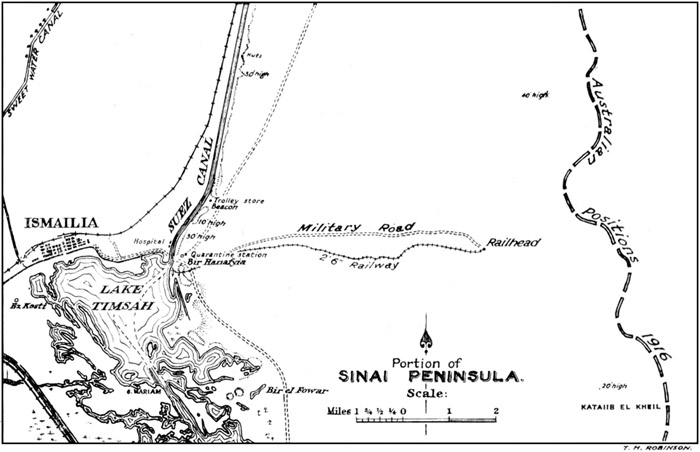 SWEET WATER CANAL
HUTS
50' high
40' high
Australian
Positions
1916
SUEZ CANAL
Trolley store
Beacon
10' high
30' high
ISMAILIA
Hospital
Quarantine station
Bir Hanafyia
Military Road
2'6" Railway
Railhead
LAKE
TIMSAH
Bz Kosti
G. MARIAM
Bir el Fowar
Portion of
SINAI PENINSULA.
Scale:
Miles 1 ¾ ½ ¼ 0 1 2
20' high
KATAIIB EL KHEIL
T. H. ROBINSON.